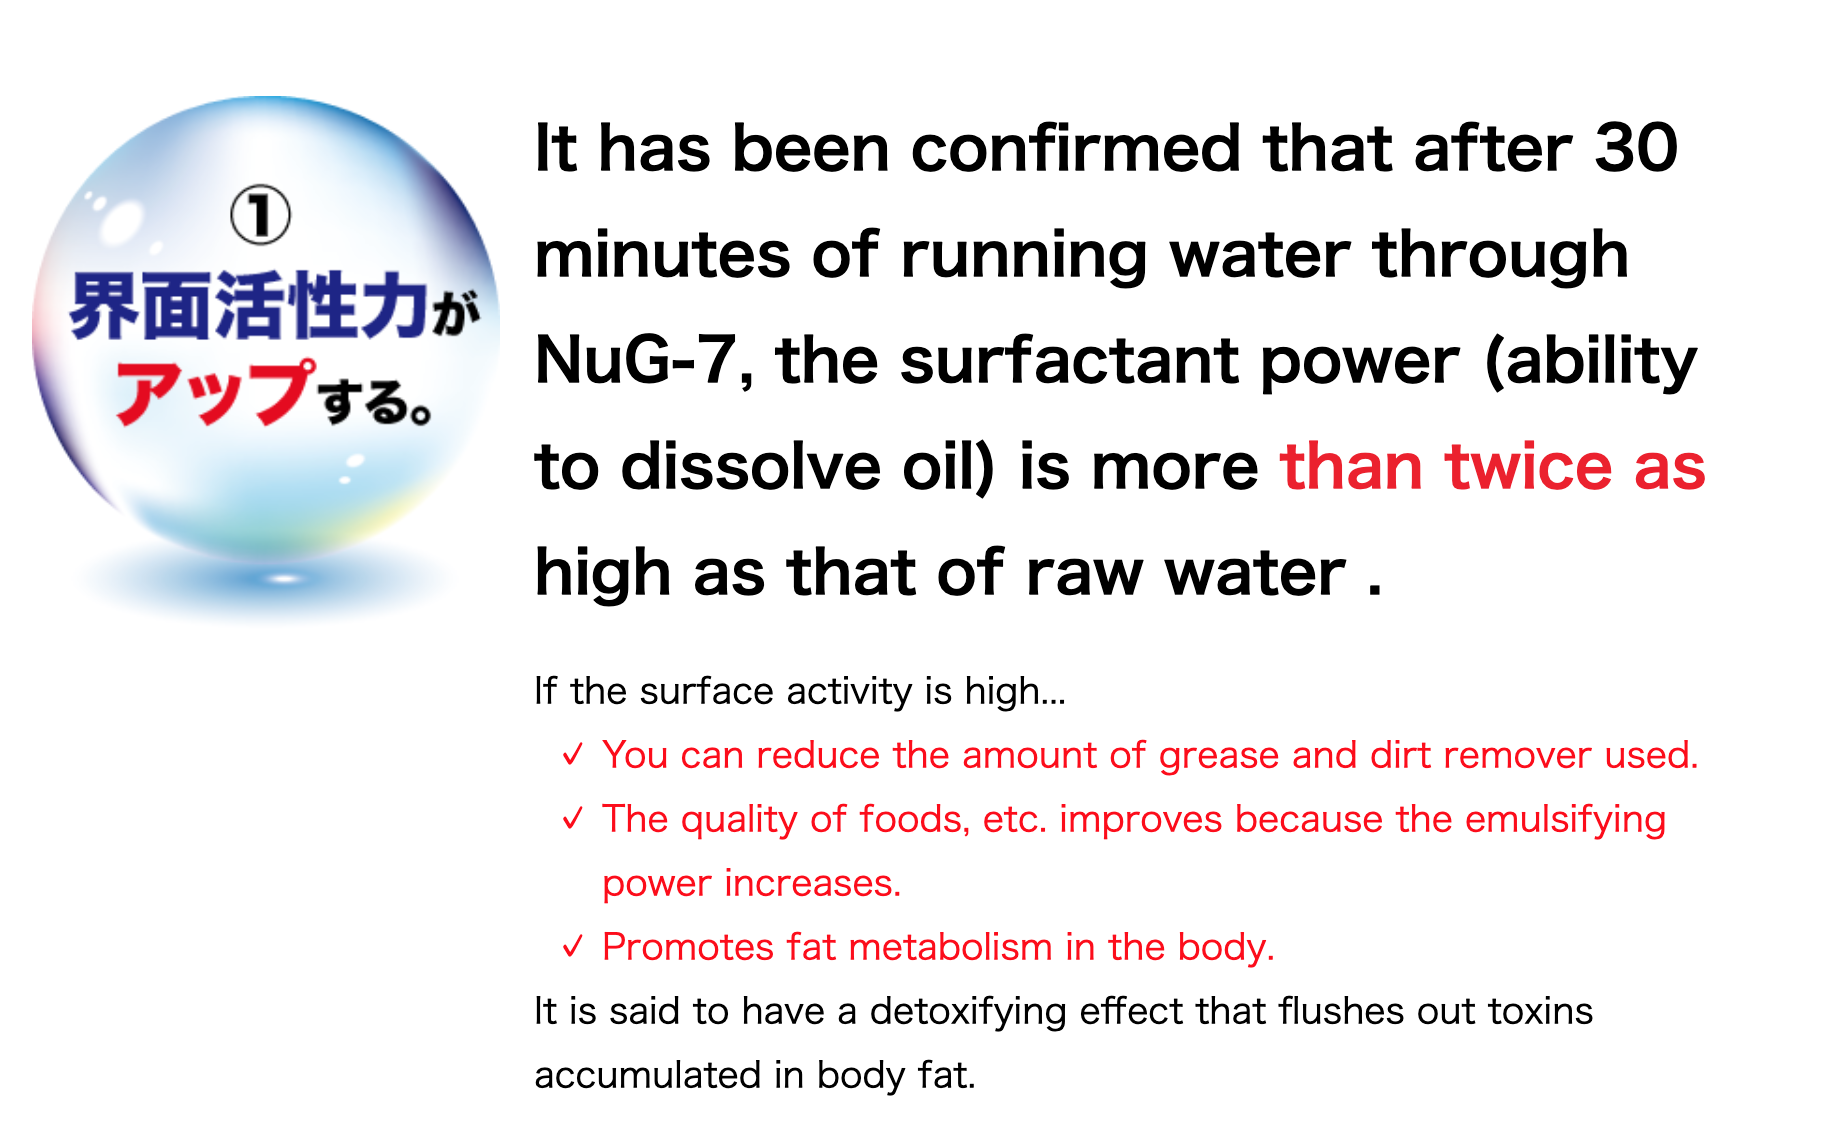 ①
界面活性力が
アップする。
It has been confirmed that after 30
minutes of running water through
NuG-7, the surfactant power (ability
to dissolve oil) is more than twice as
high as that of raw water .
If the surface activity is high...
✓ You can reduce the amount of grease and dirt remover used.
✓ The quality of foods, etc. improves because the emulsifying
power increases.
✓ Promotes fat metabolism in the body.
It is said to have a detoxifying effect that flushes out toxins
accumulated in body fat.